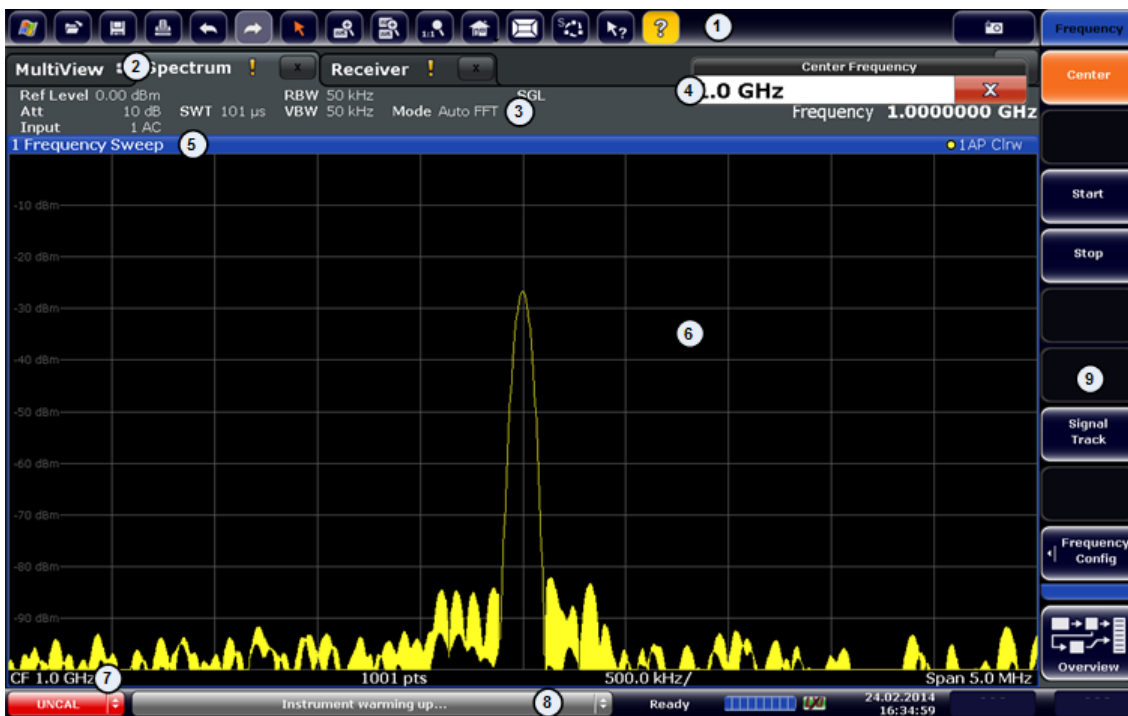 1:1
S
?
?
1
Frequency
MultiView
2
Spectrum !
x
Receiver !
x
Center Frequency
4
1.0 GHz
X
Center
Ref Level 0.00 dBm RBW 50 kHz SGL
Att 10 dB SWT 101 µs VBW 50 kHz Mode Auto FFT 3 Frequency 1.0000000 GHz
Input 1 AC
1 Frequency Sweep 5 1AP Clrw
-10 dBm
Start
-20 dBm
Stop
-30 dBm
6
-40 dBm
9
-50 dBm
Signal
Track
-60 dBm
-70 dBm
Frequency
Config
-80 dBm
-90 dBm
Overview
CF 1.0 GHz 7 1001 pts 500.0 kHz/ Span 5.0 MHz
UNCAL Instrument warming up... 8 Ready 24.02.2014
16:34:59